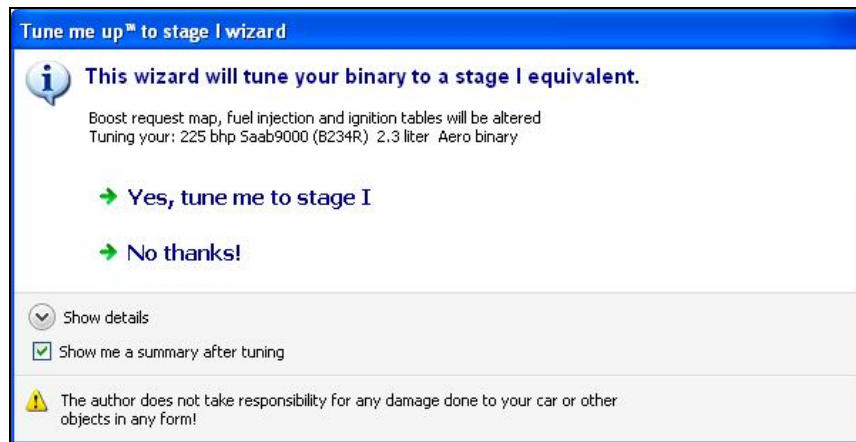 Tune me up™ to stage I wizard
This wizard will tune your binary to a stage I equivalent.
Boost request map, fuel injection and ignition tables will be altered
Tuning your: 225 bhp Saab9000 (B234R) 2.3 liter Aero binary
Yes, tune me to stage I
No thanks!
Show details
Show me a summary after tuning
The author does not take responsibility for any damage done to your car or other
objects in any form!